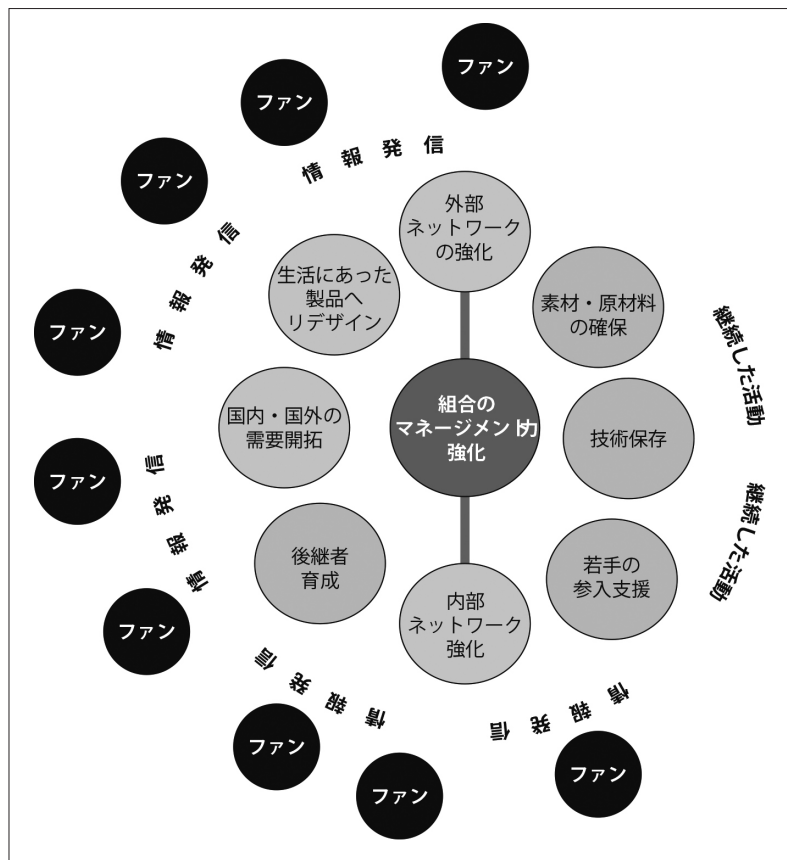 ファン
ファン
ファン
ファン
ファン
ファン
ファン
ファン
ファン
情報発信
情報発信
情報発信
情報発信
情報発信
継続した活動
継続した活動
外部
ネットワーク
の強化
生活にあった
製品へ
リデザイン
素材・原材料
の確保
国内・国外の
需要開拓
組合の
マネージメント力
強化
技術保存
後継者
育成
若手の
参入支援
内部
ネットワーク
強化